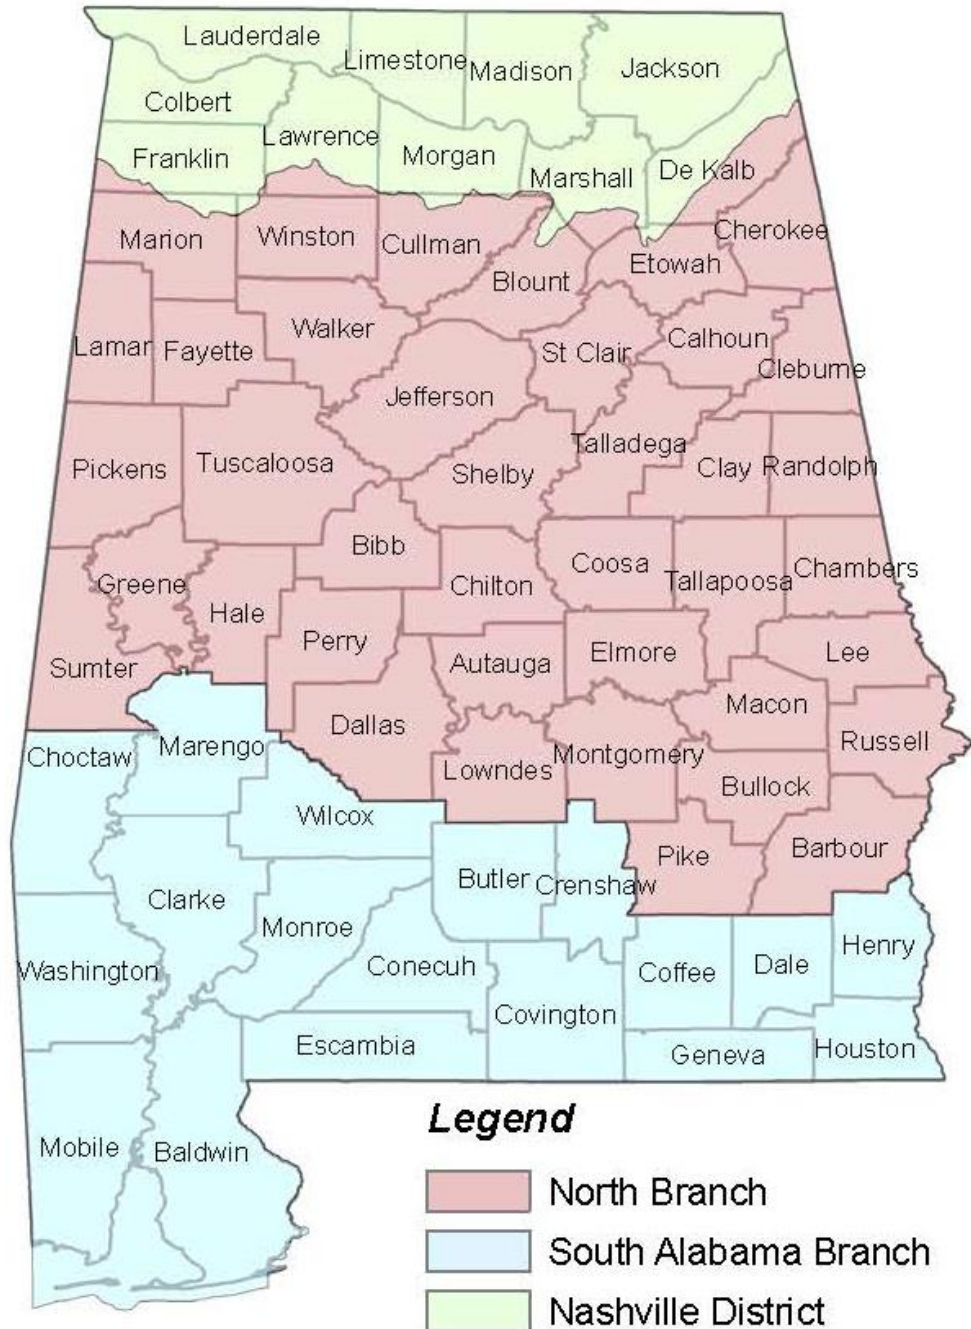 Lauderdale
Limestone
Madison
Jackson
Colbert
Lawrence
Franklin
Morgan
Marshall
De Kalb
Marion
Winston
Cullman
Cherokee
Blount
Etowah
Lamar
Fayette
Walker
St Clair
Calhoun
Cleburne
Jefferson
Pickens
Tuscaloosa
Shelby
Talladega
Clay
Randolph
Bibb
Greene
Hale
Chilton
Coosa
Tallapoosa
Chambers
Sumter
Perry
Autauga
Elmore
Lee
Dallas
Macon
Choctaw
Marengo
Lowndes
Montgomery
Russell
Bullock
Wilcox
Pike
Barbour
Clarke
Butler
Crenshaw
Monroe
Washington
Conecuh
Coffee
Dale
Henry
Covington
Escambia
Geneva
Houston
Mobile
Baldwin
Legend
North Branch
South Alabama Branch
Nashville District